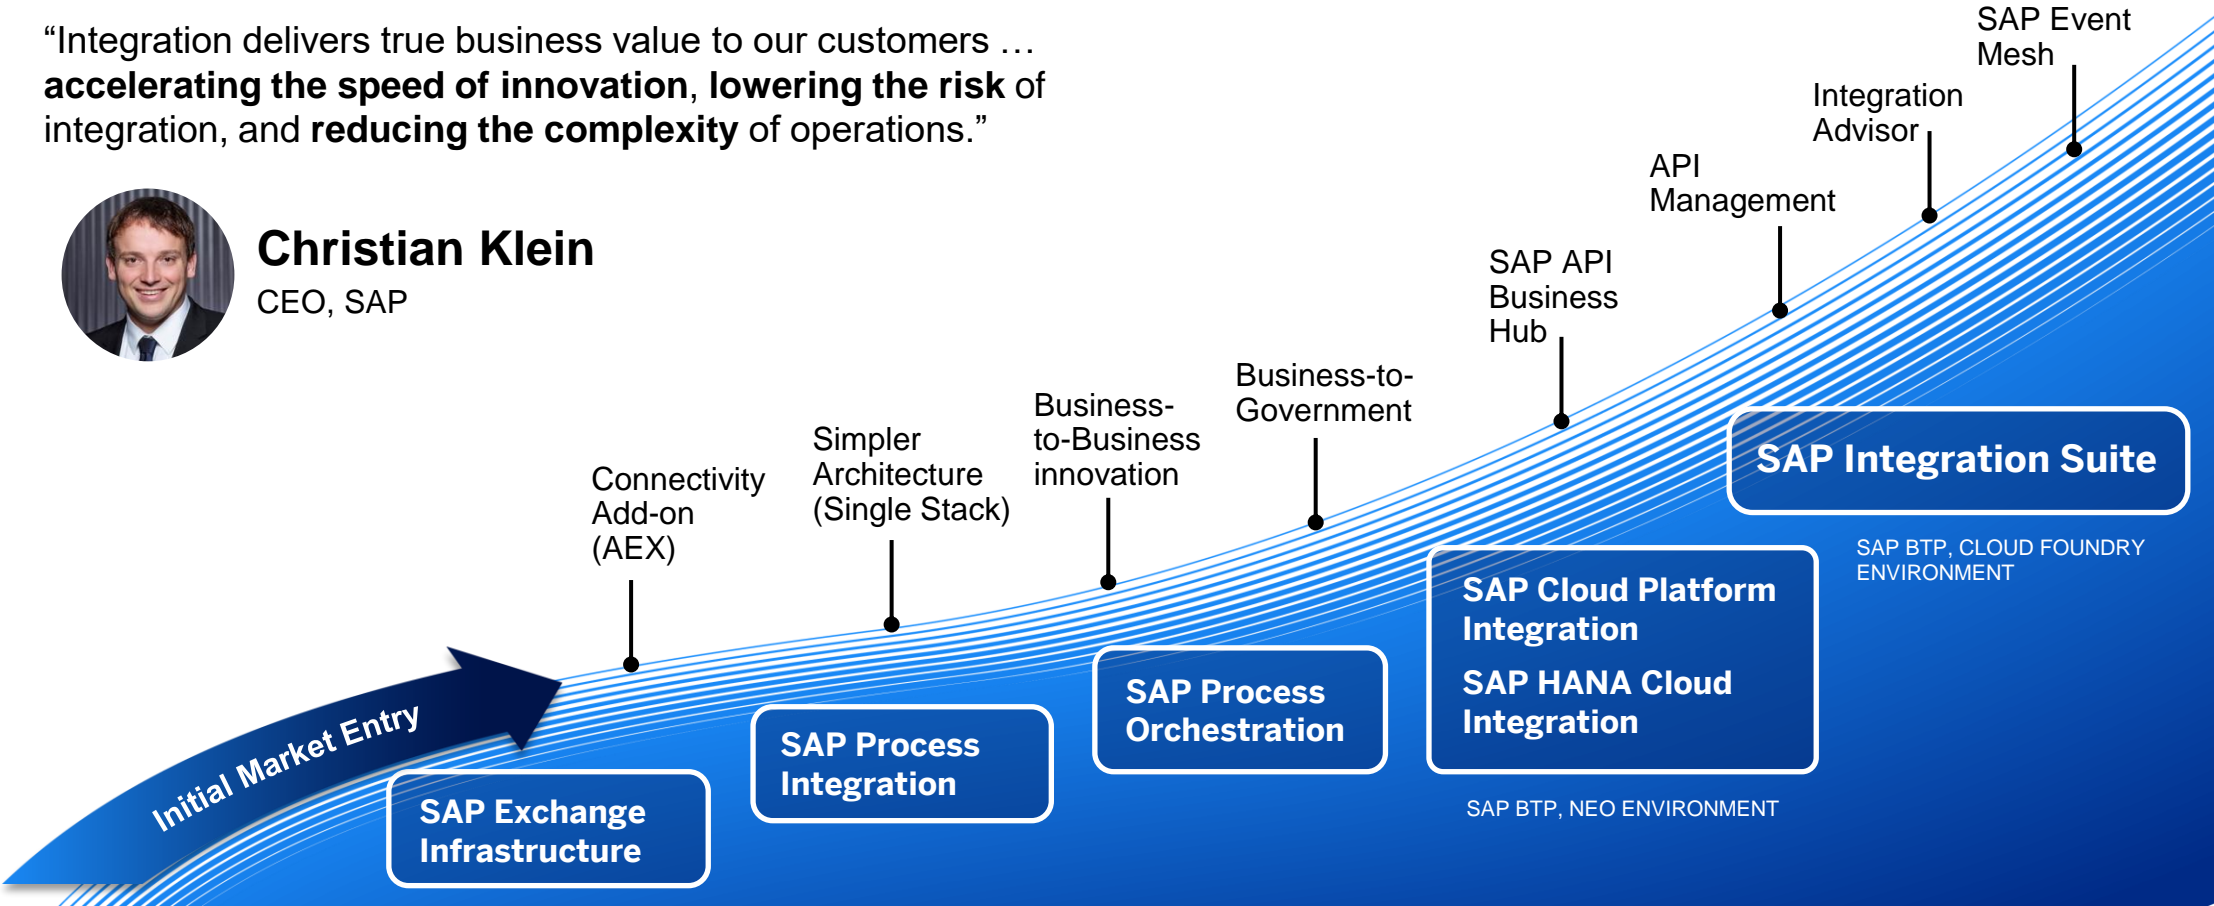 “Integration delivers true business value to our customers …
accelerating the speed of innovation, lowering the risk of
integration, and reducing the complexity of operations.”
Christian Klein
CEO, SAP
Initial Market Entry
Connectivity
Add-on
(AEX)
Simpler
Architecture
(Single Stack)
Business-
to-Business
innovation
Business-to-
Government
SAP API
Business
Hub
API
Management
Integration
Advisor
SAP Event
Mesh
SAP Exchange
Infrastructure
SAP Process
Integration
SAP Process
Orchestration
SAP Cloud Platform
Integration
SAP HANA Cloud
Integration
SAP BTP, NEO ENVIRONMENT
SAP Integration Suite
SAP BTP, CLOUD FOUNDRY
ENVIRONMENT